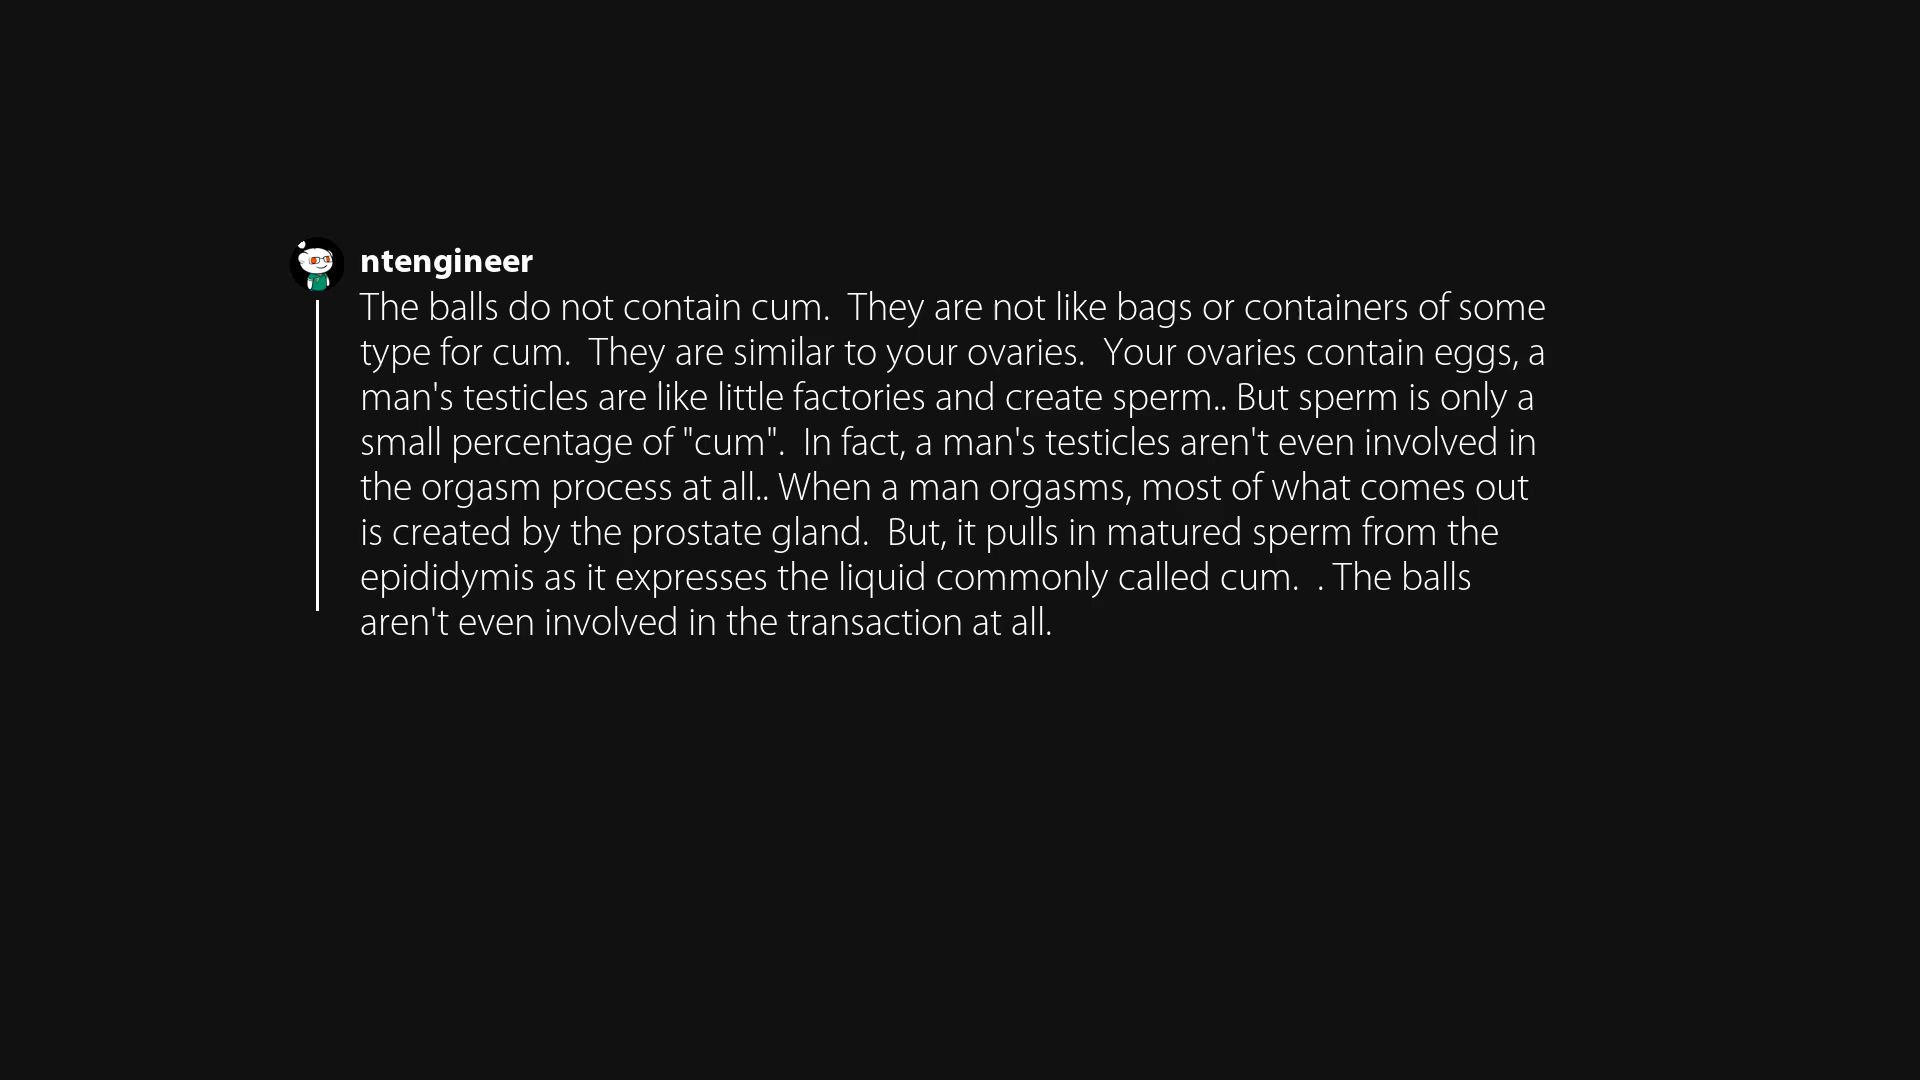 ntengineer
The balls do not contain cum.  They are not like bags or containers of some
type for cum.  They are similar to your ovaries.  Your ovaries contain eggs, a
man's testicles are like little factories and create sperm.. But sperm is only a
small percentage of "cum".  In fact, a man's testicles aren't even involved in
the orgasm process at all.. When a man orgasms, most of what comes out
is created by the prostate gland.  But, it pulls in matured sperm from the
epididymis as it expresses the liquid commonly called cum.  . The balls
aren't even involved in the transaction at all.